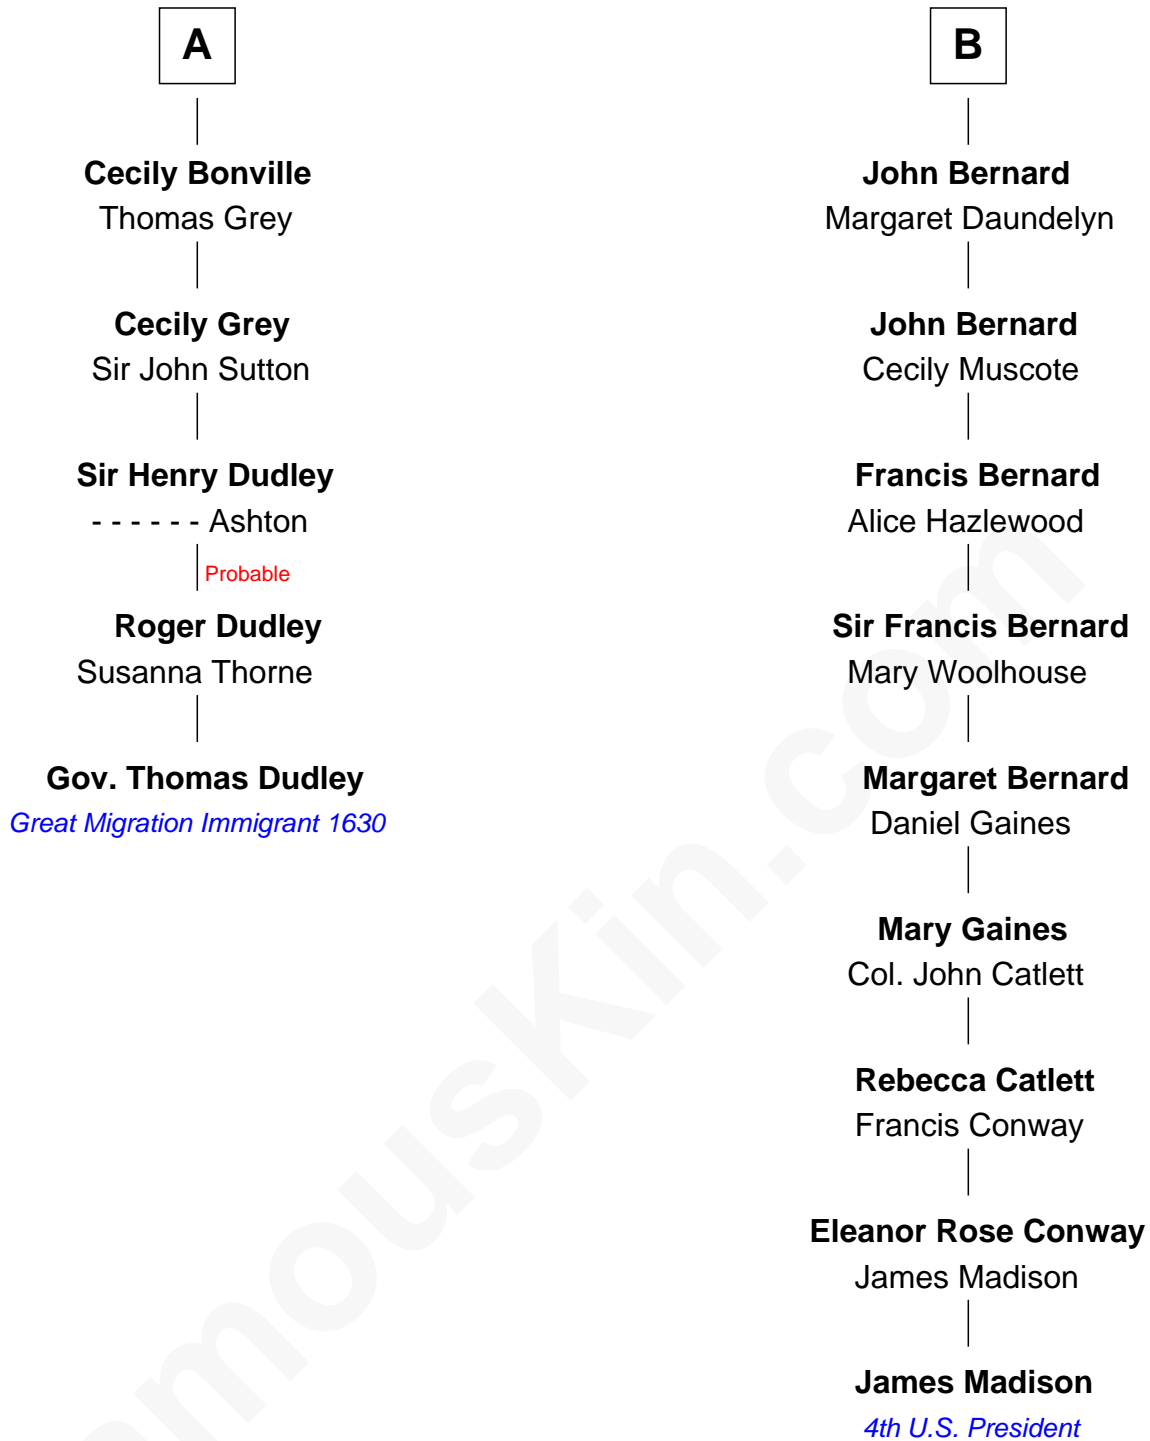 A
Cecily Bonville
Thomas Grey
Cecily Grey
Sir John Sutton
Sir Henry Dudley
- - - - - - Ashton
Probable
Roger Dudley
Susanna Thorne
Gov. Thomas Dudley
Great Migration Immigrant 1630
B
John Bernard
Margaret Daundelyn
John Bernard
Cecily Muscote
Francis Bernard
Alice Hazlewood
Sir Francis Bernard
Mary Woolhouse
Margaret Bernard
Daniel Gaines
Mary Gaines
Col. John Catlett
Rebecca Catlett
Francis Conway
Eleanor Rose Conway
James Madison
James Madison
4th U.S. President
amouskin.com